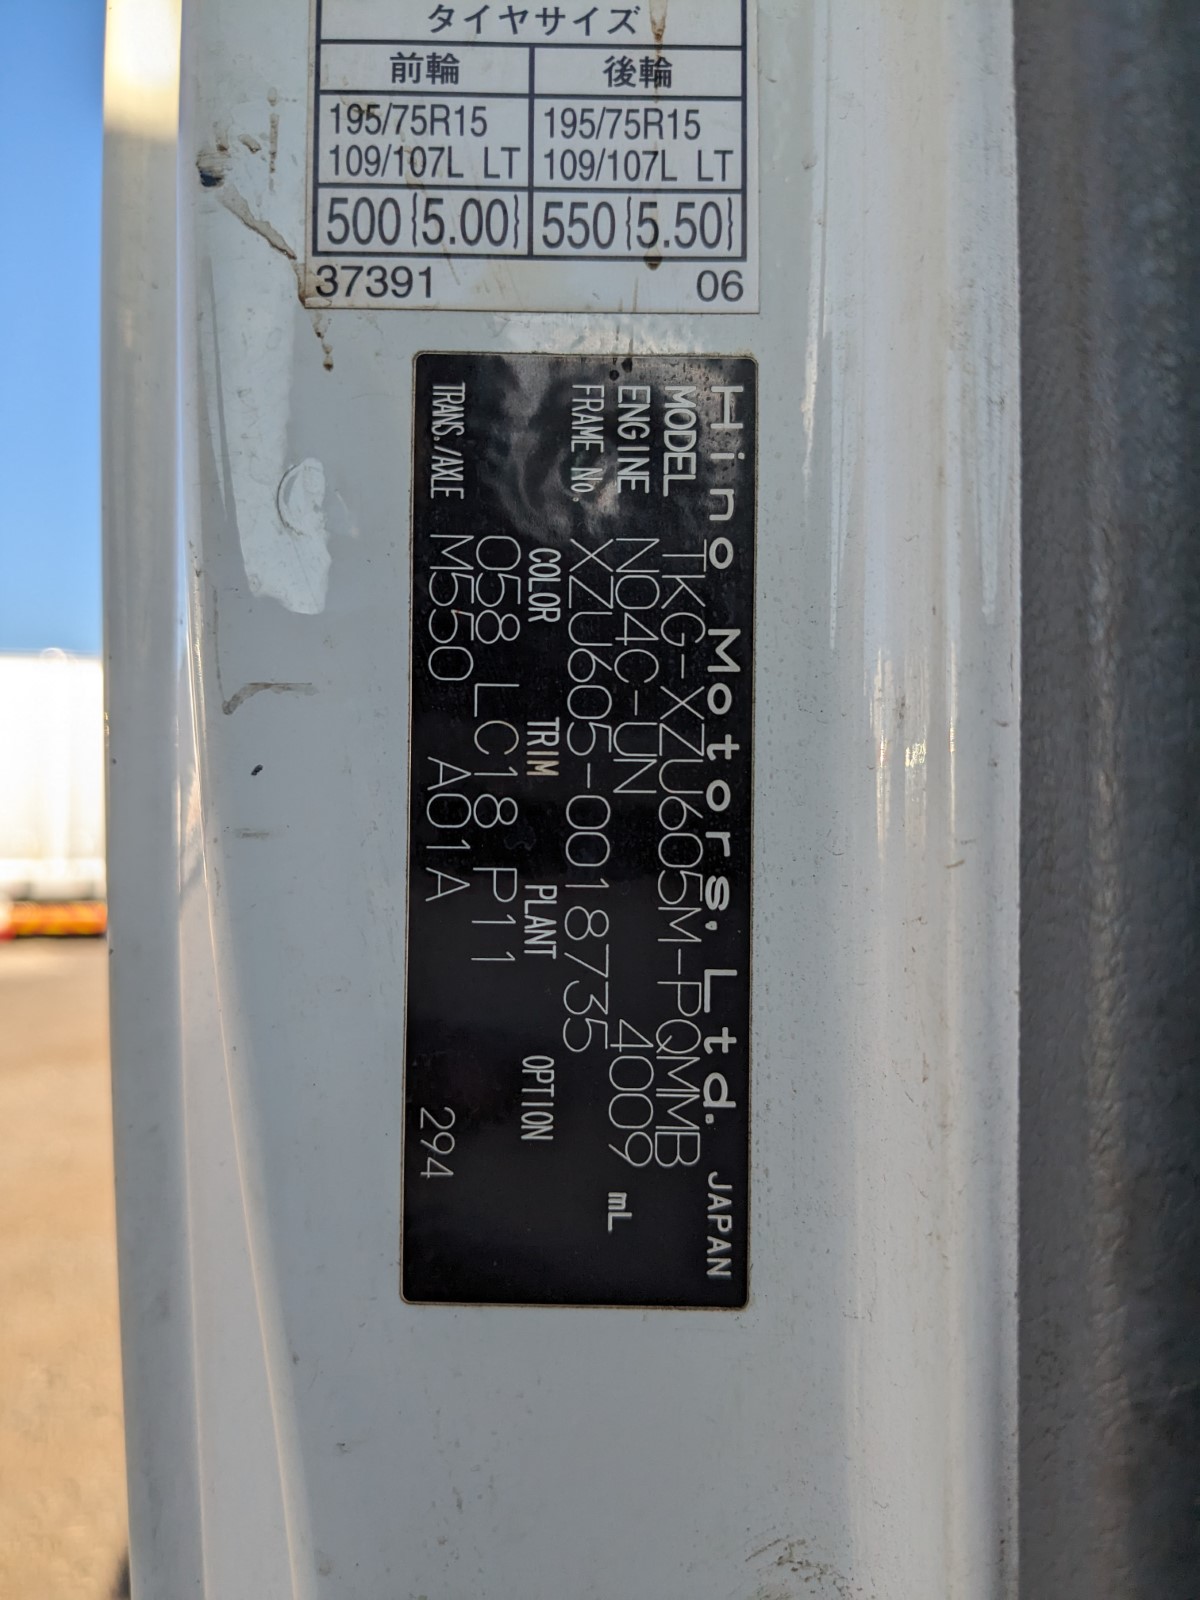 タイヤサイズ
前輪 後輪
195/75R15 195/75R15
109/107L LT 109/107L LT
500{5.00} 550{5.50}
37391 06
Hino Motors, Ltd. JAPAN
MODEL TKG-XZU605M-PQMMB
ENGINE N04C-UN 4009 mL
FRAME No. XZU605-0018735
COLOR TRIM PLANT OPTION
058 LC18 P11
TRANS./AXLE M550 A01A 294